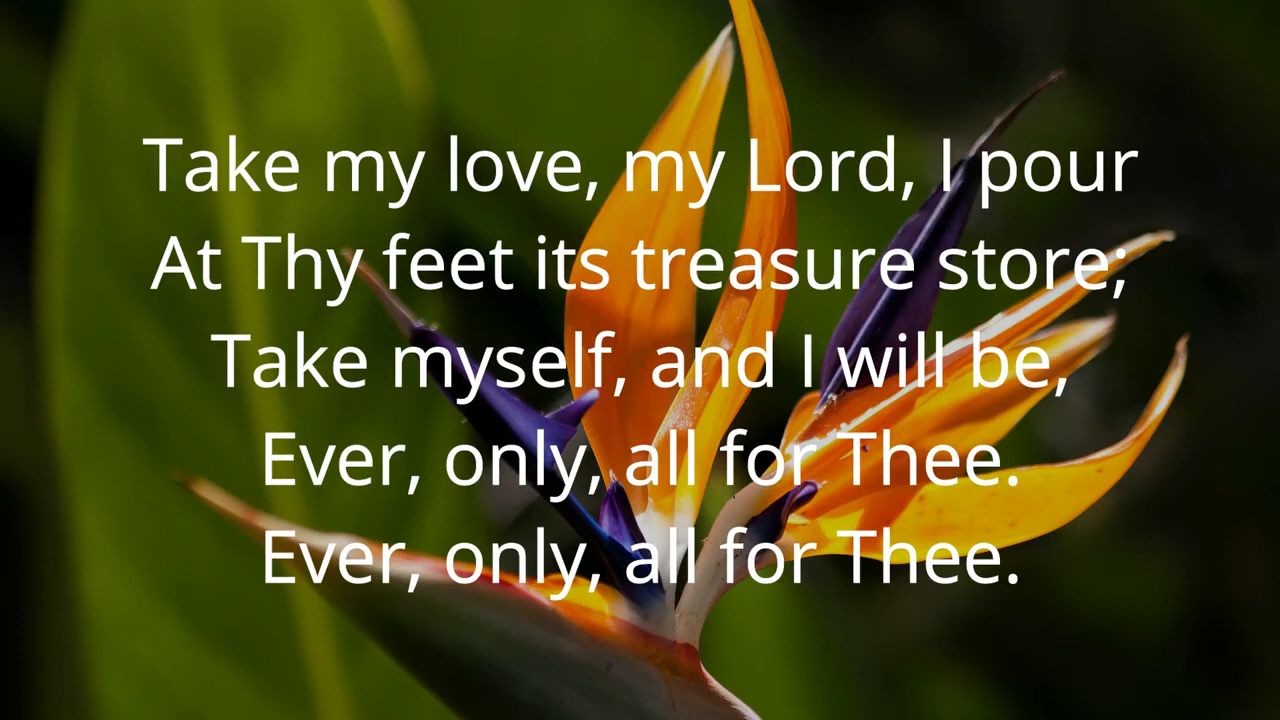 Take my love, my Lord, I pour
At Thy feet its treasure store;
Take myself, and I will be,
Ever, only, all for Thee.
Ever, only, all for Thee.